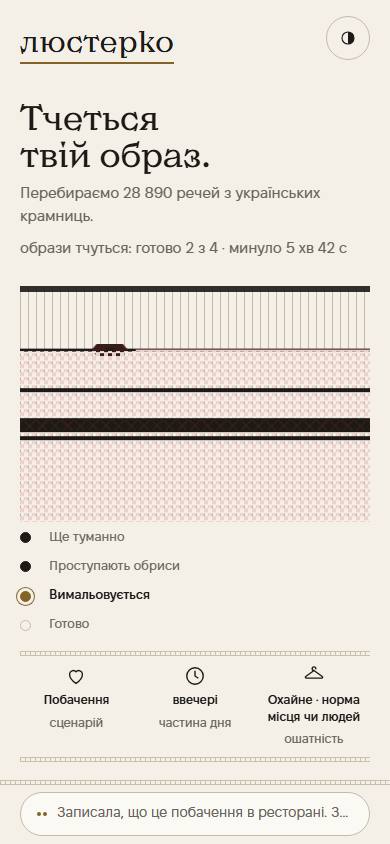 люстерко
Тчеться
твій образ.
Перебираємо 28 890 речей з українських
крамниць.
образи тчуться: готово 2 з 4 · минуло 5 хв 42 с
Ще туманно
Проступають обриси
Вимальовується
Готово
Побачення
сценарій
ввечері
частина дня
Охайне · норма
місця чи людей
ошатність
Записала, що це побачення в ресторані. З...